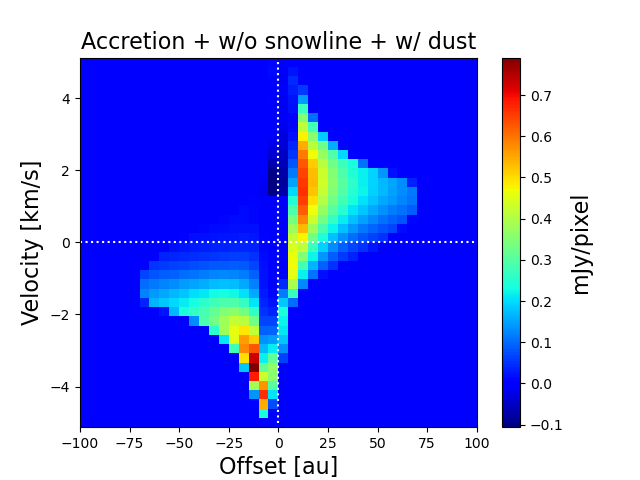 Accretion + w/o snowline + w/ dust
4
2
0
−2
−4
Velocity [km/s]
−100 −75 −50 −25 0 25 50 75 100
Offset [au]
0.7
0.6
0.5
0.4
0.3
0.2
0.1
0.0
−0.1
mJy/pixel